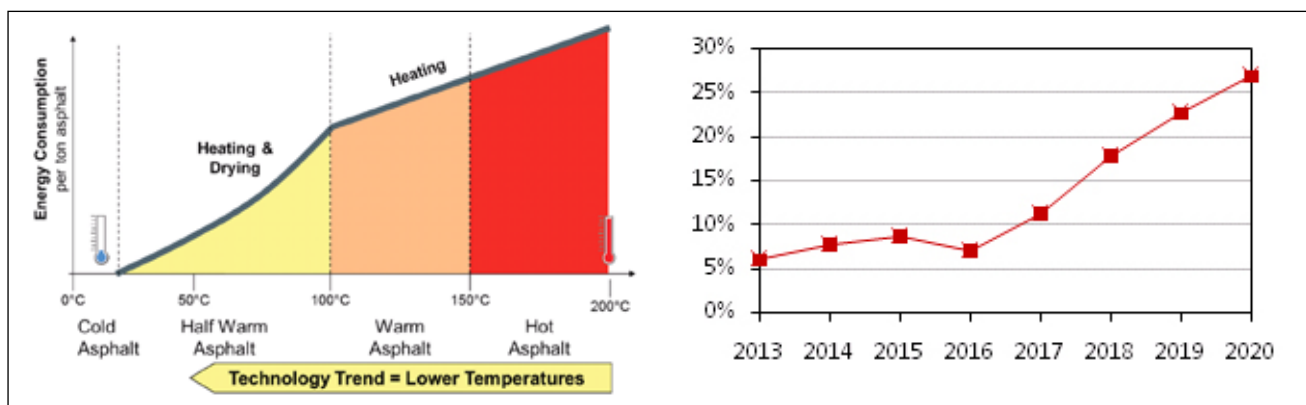 Energy Consumption
per ton asphalt
Heating &
Drying
Heating
0°C
50°C
100°C
150°C
200°C
Cold
Asphalt
Half Warm
Asphalt
Warm
Asphalt
Hot
Asphalt
Technology Trend = Lower Temperatures
30%
25%
20%
15%
10%
5%
0%
2013 2014 2015 2016 2017 2018 2019 2020